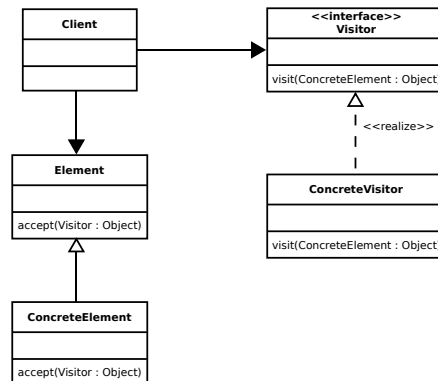 Client
<<interface>>
Visitor
visit(ConcreteElement : Object)
<<realize>>
Element
accept(Visitor : Object)
ConcreteVisitor
visit(ConcreteElement : Object)
ConcreteElement
accept(Visitor : Object)